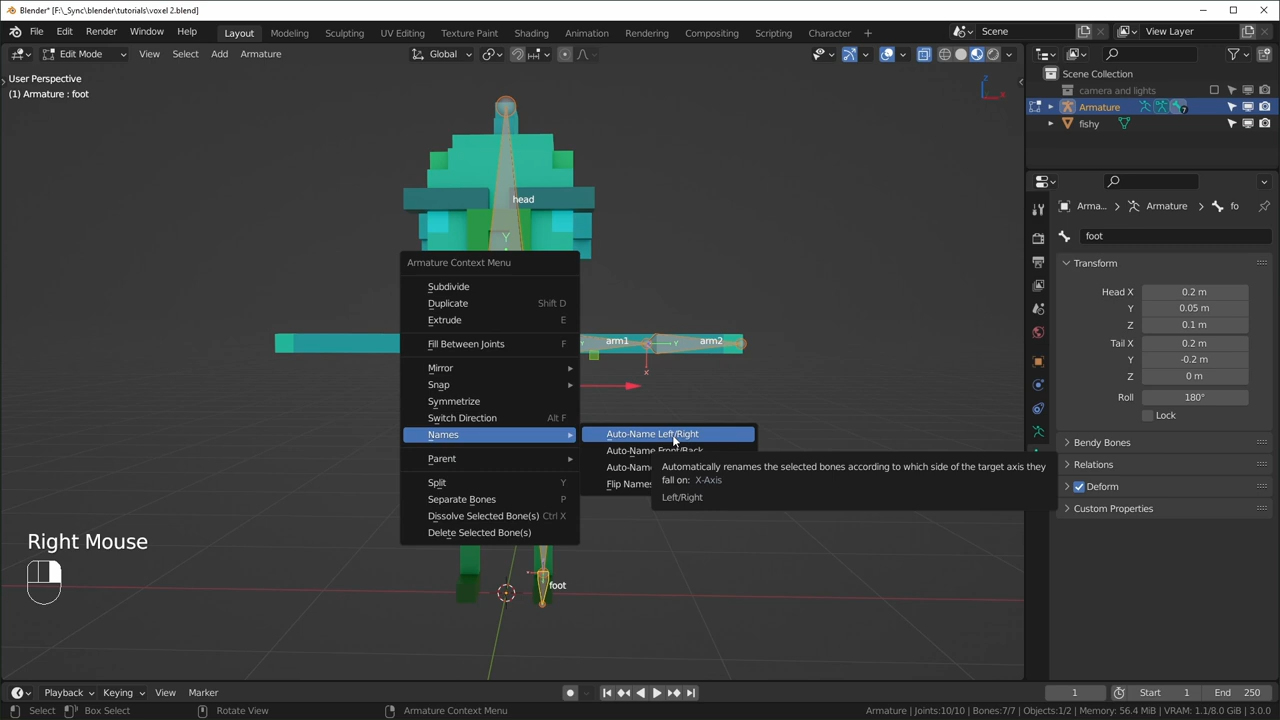 Blender* [F:\_Sync\blender\tutorials\voxel 2.blend]
File Edit Render Window Help Layout Modeling Sculpting UV Editing Texture Paint Shading Animation Rendering Compositing Scripting Character Scene View Layer
Edit Mode View Select Add Armature Global
User Perspective
(1) Armature : foot
Z
X
Scene Collection
camera and lights
Armature 7
fishy
head
Y
arm1
Y
arm2
x
foot
Armature Context Menu
Subdivide
Duplicate Shift D
Extrude E
Fill Between Joints F
Mirror
Snap
Symmetrize
Switch Direction Alt F
Names
Parent
Split Y
Separate Bones P
Dissolve Selected Bone(s) Ctrl X
Delete Selected Bone(s)
Auto-Name Left/Right
Auto-Name Front/Back
Auto-Name
Flip Names
Automatically renames the selected bones according to which side of the target axis they
fall on: X-Axis
Left/Right
Right Mouse
Arma... Armature fo
foot
Transform
Head X 0.2 m
Y 0.05 m
Z 0.1 m
Tail X 0.2 m
Y -0.2 m
Z 0 m
Roll 180°
Lock
Bendy Bones
Relations
Deform
Custom Properties
Playback Keying View Marker 1 Start 1 End 250
Select Box Select Rotate View Armature Context Menu Armature | Joints:10/10 | Bones:7/7 | Objects:1/2 | Memory: 56.4 MiB | VRAM: 1.1/8.0 GiB | 3.0.0